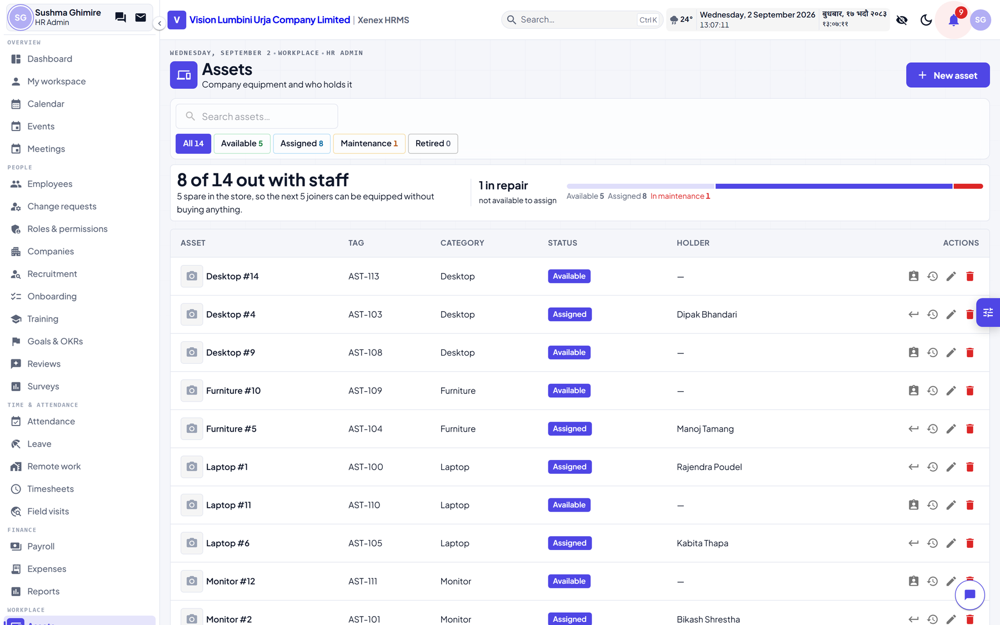 SG
Sushma Ghimire
HR Admin
V
Vision Lumbini Urja Company Limited | Xenex HRMS
Search...
Ctrl K
24°
Wednesday, 2 September 2026
13:07:11
बुधबार, १७ भदौ २०८३
१३:०७:११
9
SG
OVERVIEW
Dashboard
My workspace
Calendar
Events
Meetings
PEOPLE
Employees
Change requests
Roles & permissions
Companies
Recruitment
Onboarding
Training
Goals & OKRs
Reviews
Surveys
TIME & ATTENDANCE
Attendance
Leave
Remote work
Timesheets
Field visits
FINANCE
Payroll
Expenses
Reports
WORKPLACE
WEDNESDAY, SEPTEMBER 2 • WORKPLACE • HR ADMIN
Assets
Company equipment and who holds it
+ New asset
Search assets...
All 14
Available 5
Assigned 8
Maintenance 1
Retired 0
8 of 14 out with staff
5 spare in the store, so the next 5 joiners can be equipped without
buying anything.
1 in repair
not available to assign
Available 5 Assigned 8 In maintenance 1
ASSET TAG CATEGORY STATUS HOLDER ACTIONS
Desktop #14 AST-113 Desktop Available —
Desktop #4 AST-103 Desktop Assigned Dipak Bhandari
Desktop #9 AST-108 Desktop Available —
Furniture #10 AST-109 Furniture Available —
Furniture #5 AST-104 Furniture Assigned Manoj Tamang
Laptop #1 AST-100 Laptop Assigned Rajendra Poudel
Laptop #11 AST-110 Laptop Available —
Laptop #6 AST-105 Laptop Assigned Kabita Thapa
Monitor #12 AST-111 Monitor Available —
Monitor #2 AST-101 Monitor Assigned Bikash Shrestha